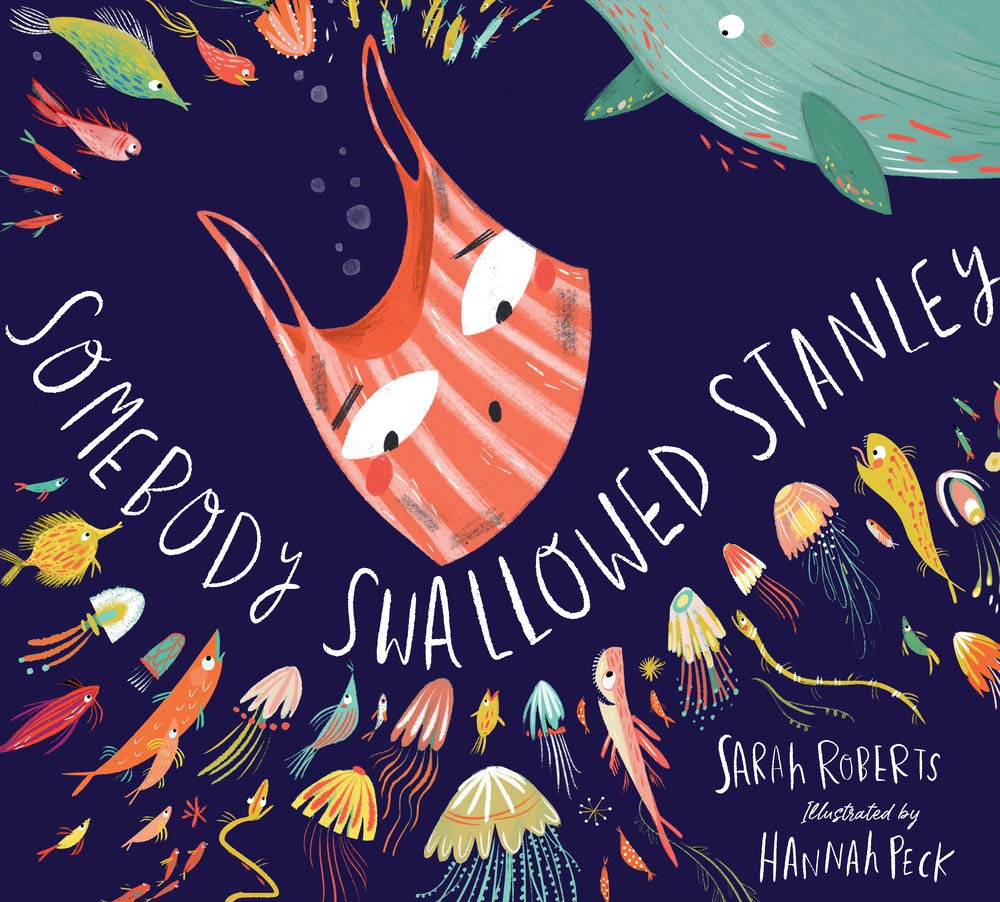 SOMEBODY SWALLOWED STANLEY
SARAH ROBERTS
Illustrated by
HANNAH PECK